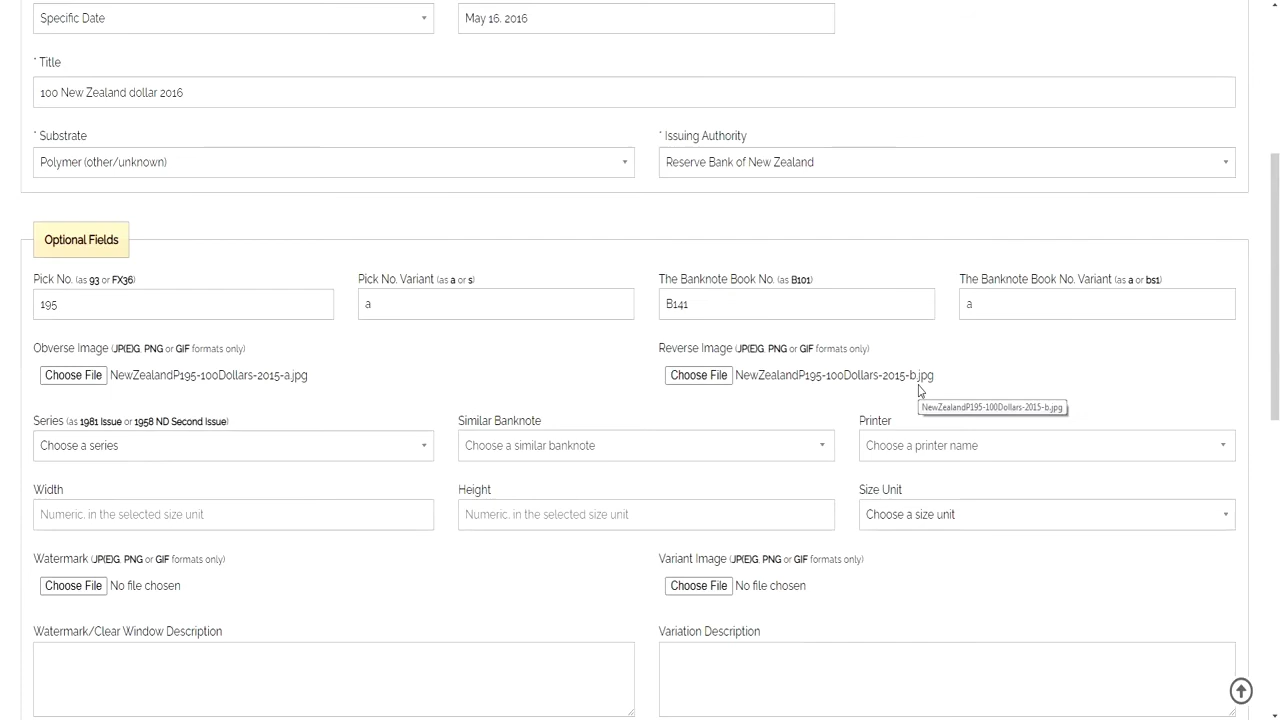 Specific Date
May 16. 2016
* Title
100 New Zealand dollar 2016
* Substrate
* Issuing Authority
Polymer (other/unknown)
Reserve Bank of New Zealand
Optional Fields
Pick No. (as 93 or FX36)
Pick No. Variant (as a or s)
The Banknote Book No. (as B101)
The Banknote Book No. Variant (as a or bs1)
195
a
B141
a
Obverse Image (JP(E)G. PNG or GIF formats only)
Reverse Image (JP(E)G. PNG or GIF formats only)
Choose File NewZealandP195-100Dollars-2015-a.jpg
Choose File NewZealandP195-100Dollars-2015-b.jpg
NewZealandP195-100Dollars-2015-b.jpg
Series (as 1981 Issue or 1958 ND Second Issue)
Similar Banknote
Printer
Choose a series
Choose a similar banknote
Choose a printer name
Width
Height
Size Unit
Numeric. in the selected size unit
Numeric. in the selected size unit
Choose a size unit
Watermark (JP(E)G. PNG or GIF formats only)
Variant Image (JP(E)G. PNG or GIF formats only)
Choose File No file chosen
Choose File No file chosen
Watermark/Clear Window Description
Variation Description